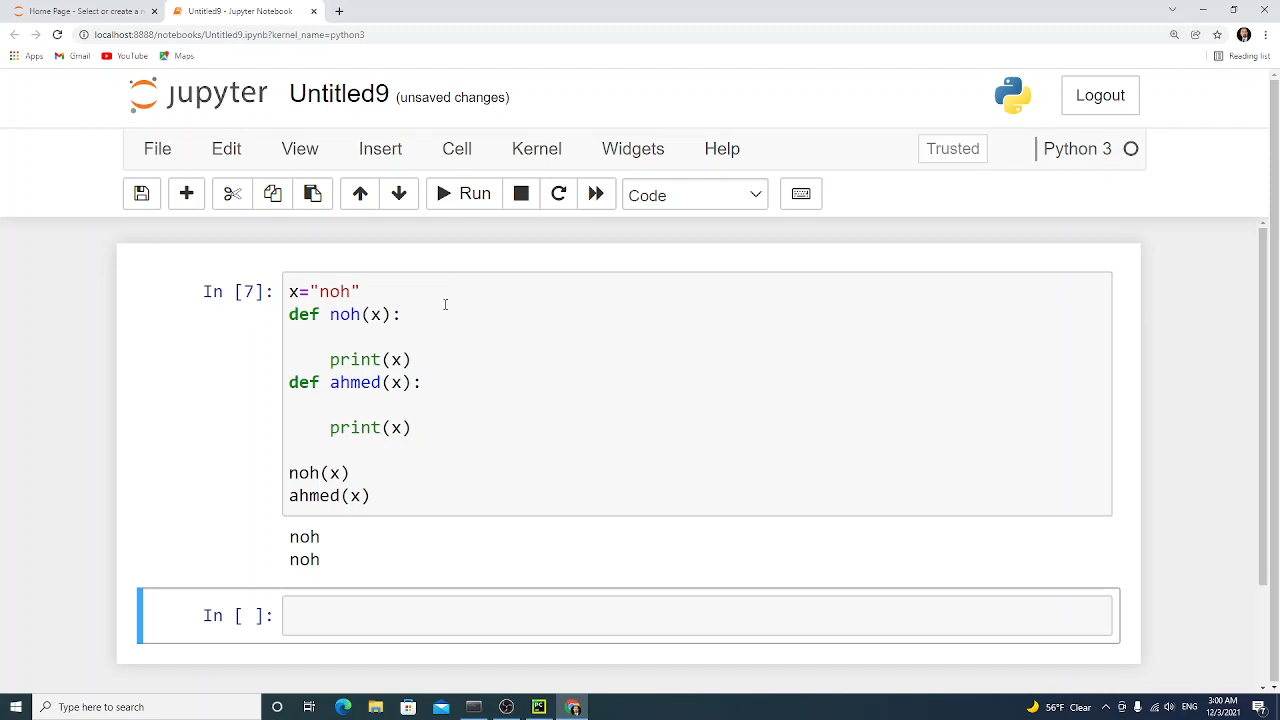 Home Page - Select or create a n
Untitled9 - Jupyter Notebook
localhost:8888/notebooks/Untitled9.ipynb?kernel_name=python3
Apps Gmail YouTube Maps Reading list
jupyter Untitled9 (unsaved changes) Logout
File Edit View Insert Cell Kernel Widgets Help Trusted Python 3
Run Code
In [7]: x="noh"
def noh(x):
print(x)
def ahmed(x):
print(x)
noh(x)
ahmed(x)
noh
noh
In [ ]:
Type here to search
56°F Clear
ENG
3:00 AM
12/3/2021